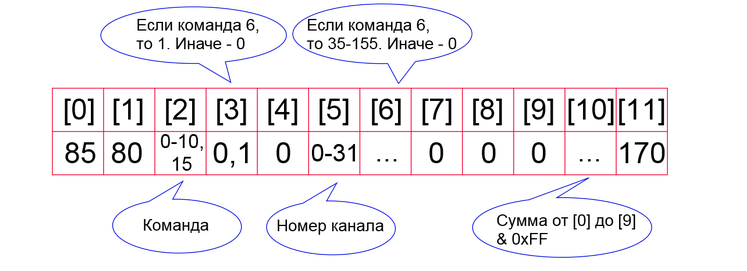 Если команда 6,
то 1. Иначе - 0
Если команда 6,
то 35-155. Иначе - 0
[0] [1] [2] [3] [4] [5] [6] [7] [8] [9] [10] [11]
85 80 0-10, 15 0,1 0 0-31 ... 0 0 0 ... 170
Команда
Номер канала
Сумма от [0] до [9]
& 0xFF